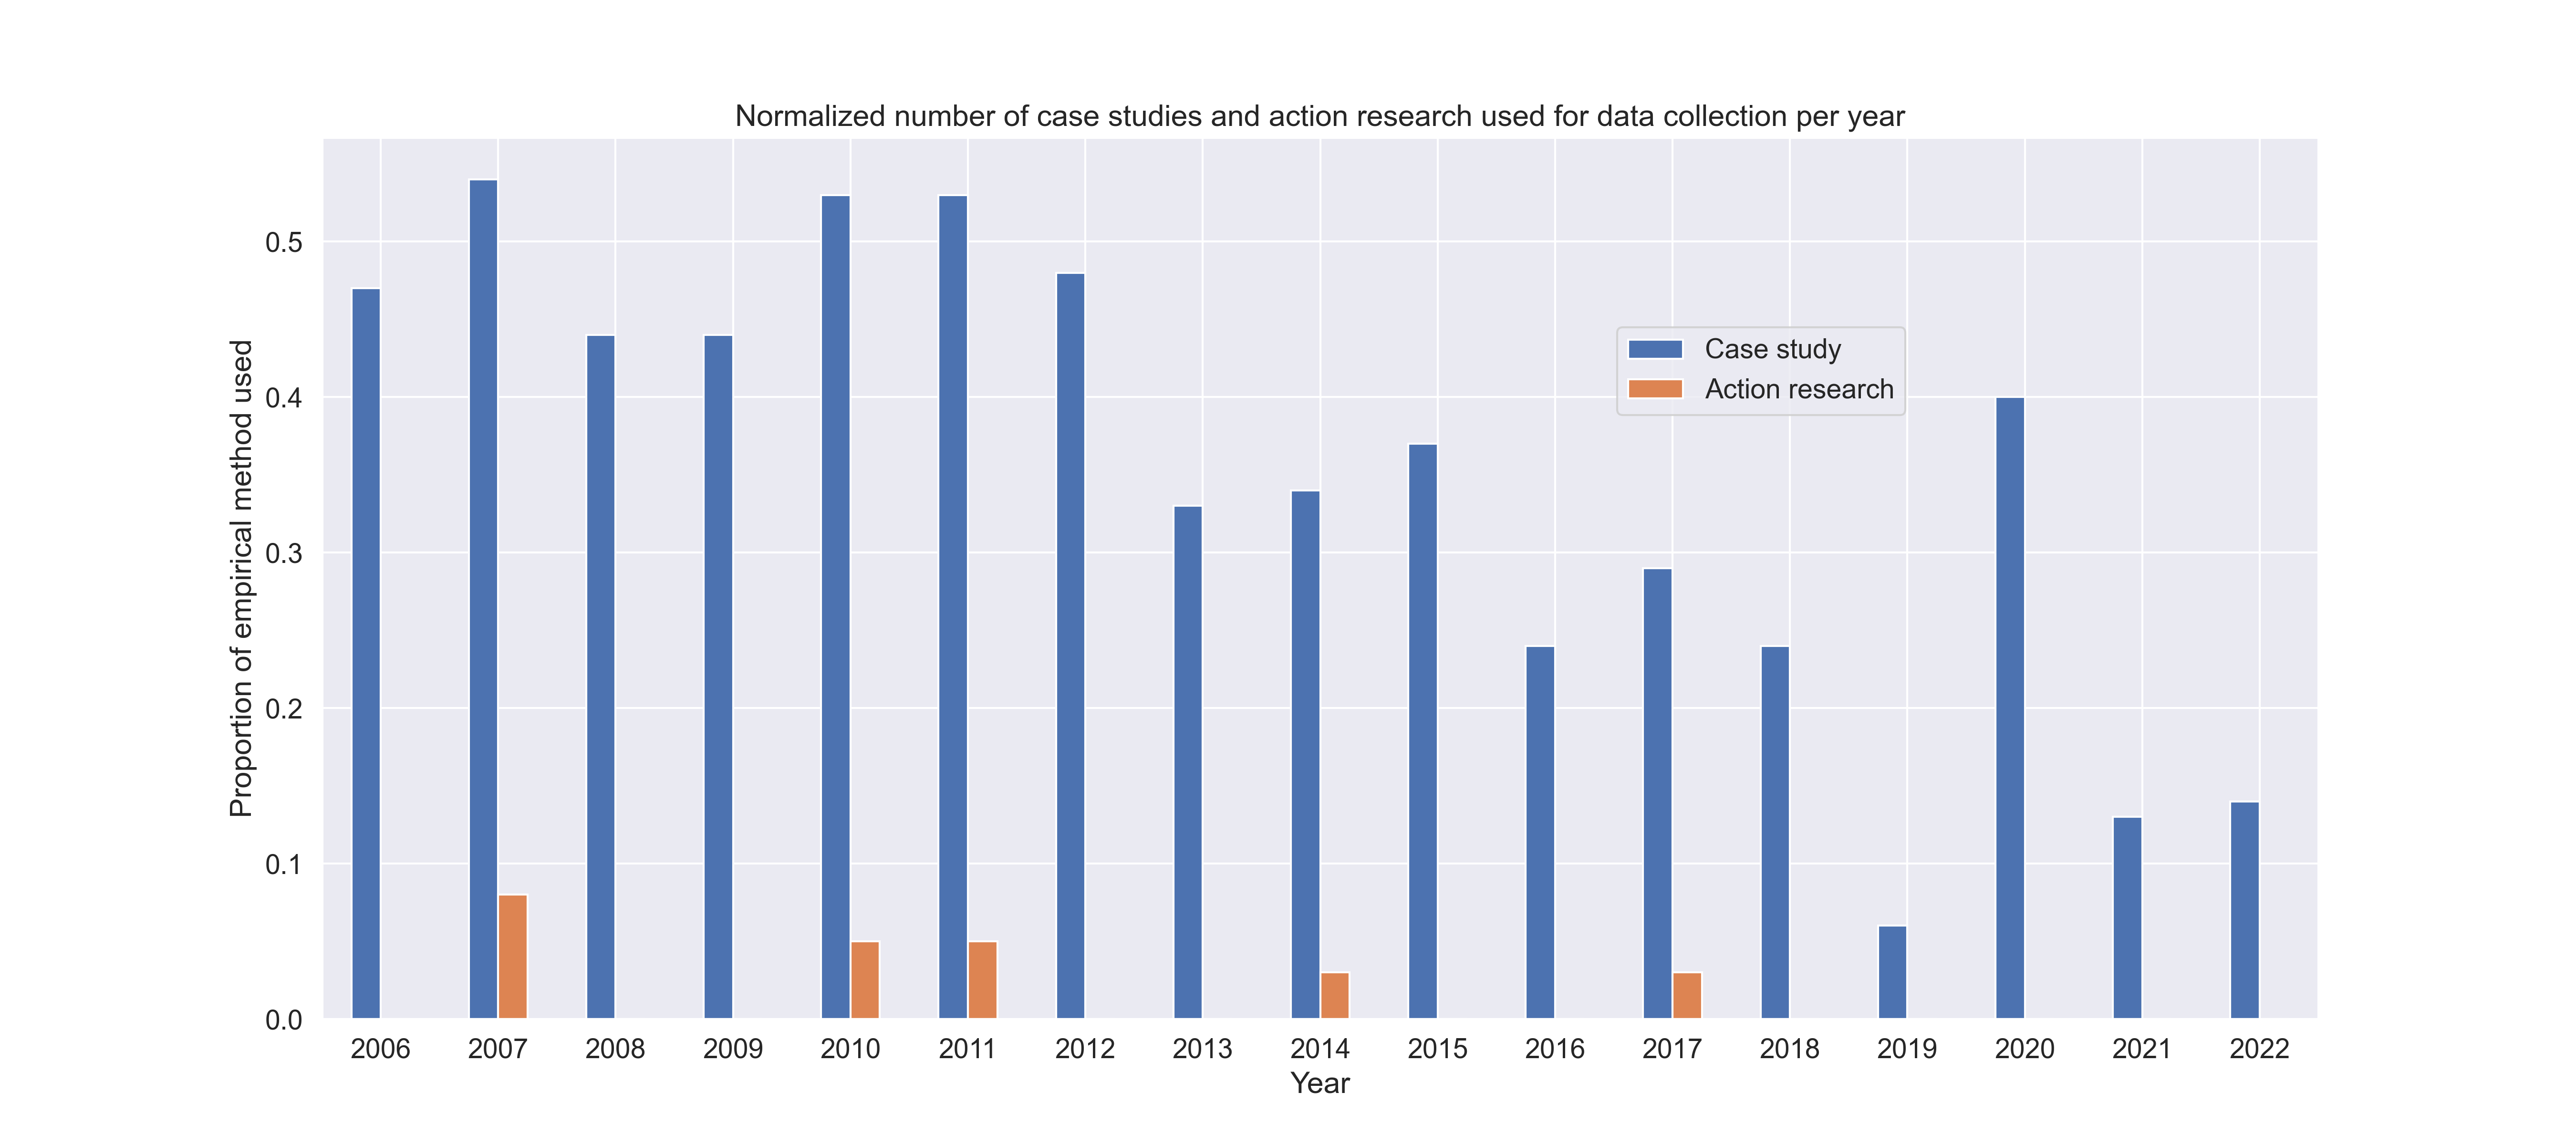 Normalized number of case studies and action research used for data collection per year
Proportion of empirical method used
0.5
0.4
0.3
0.2
0.1
0.0
Case study
Action research
2006 2007 2008 2009 2010 2011 2012 2013 2014 2015 2016 2017 2018 2019 2020 2021 2022
Year